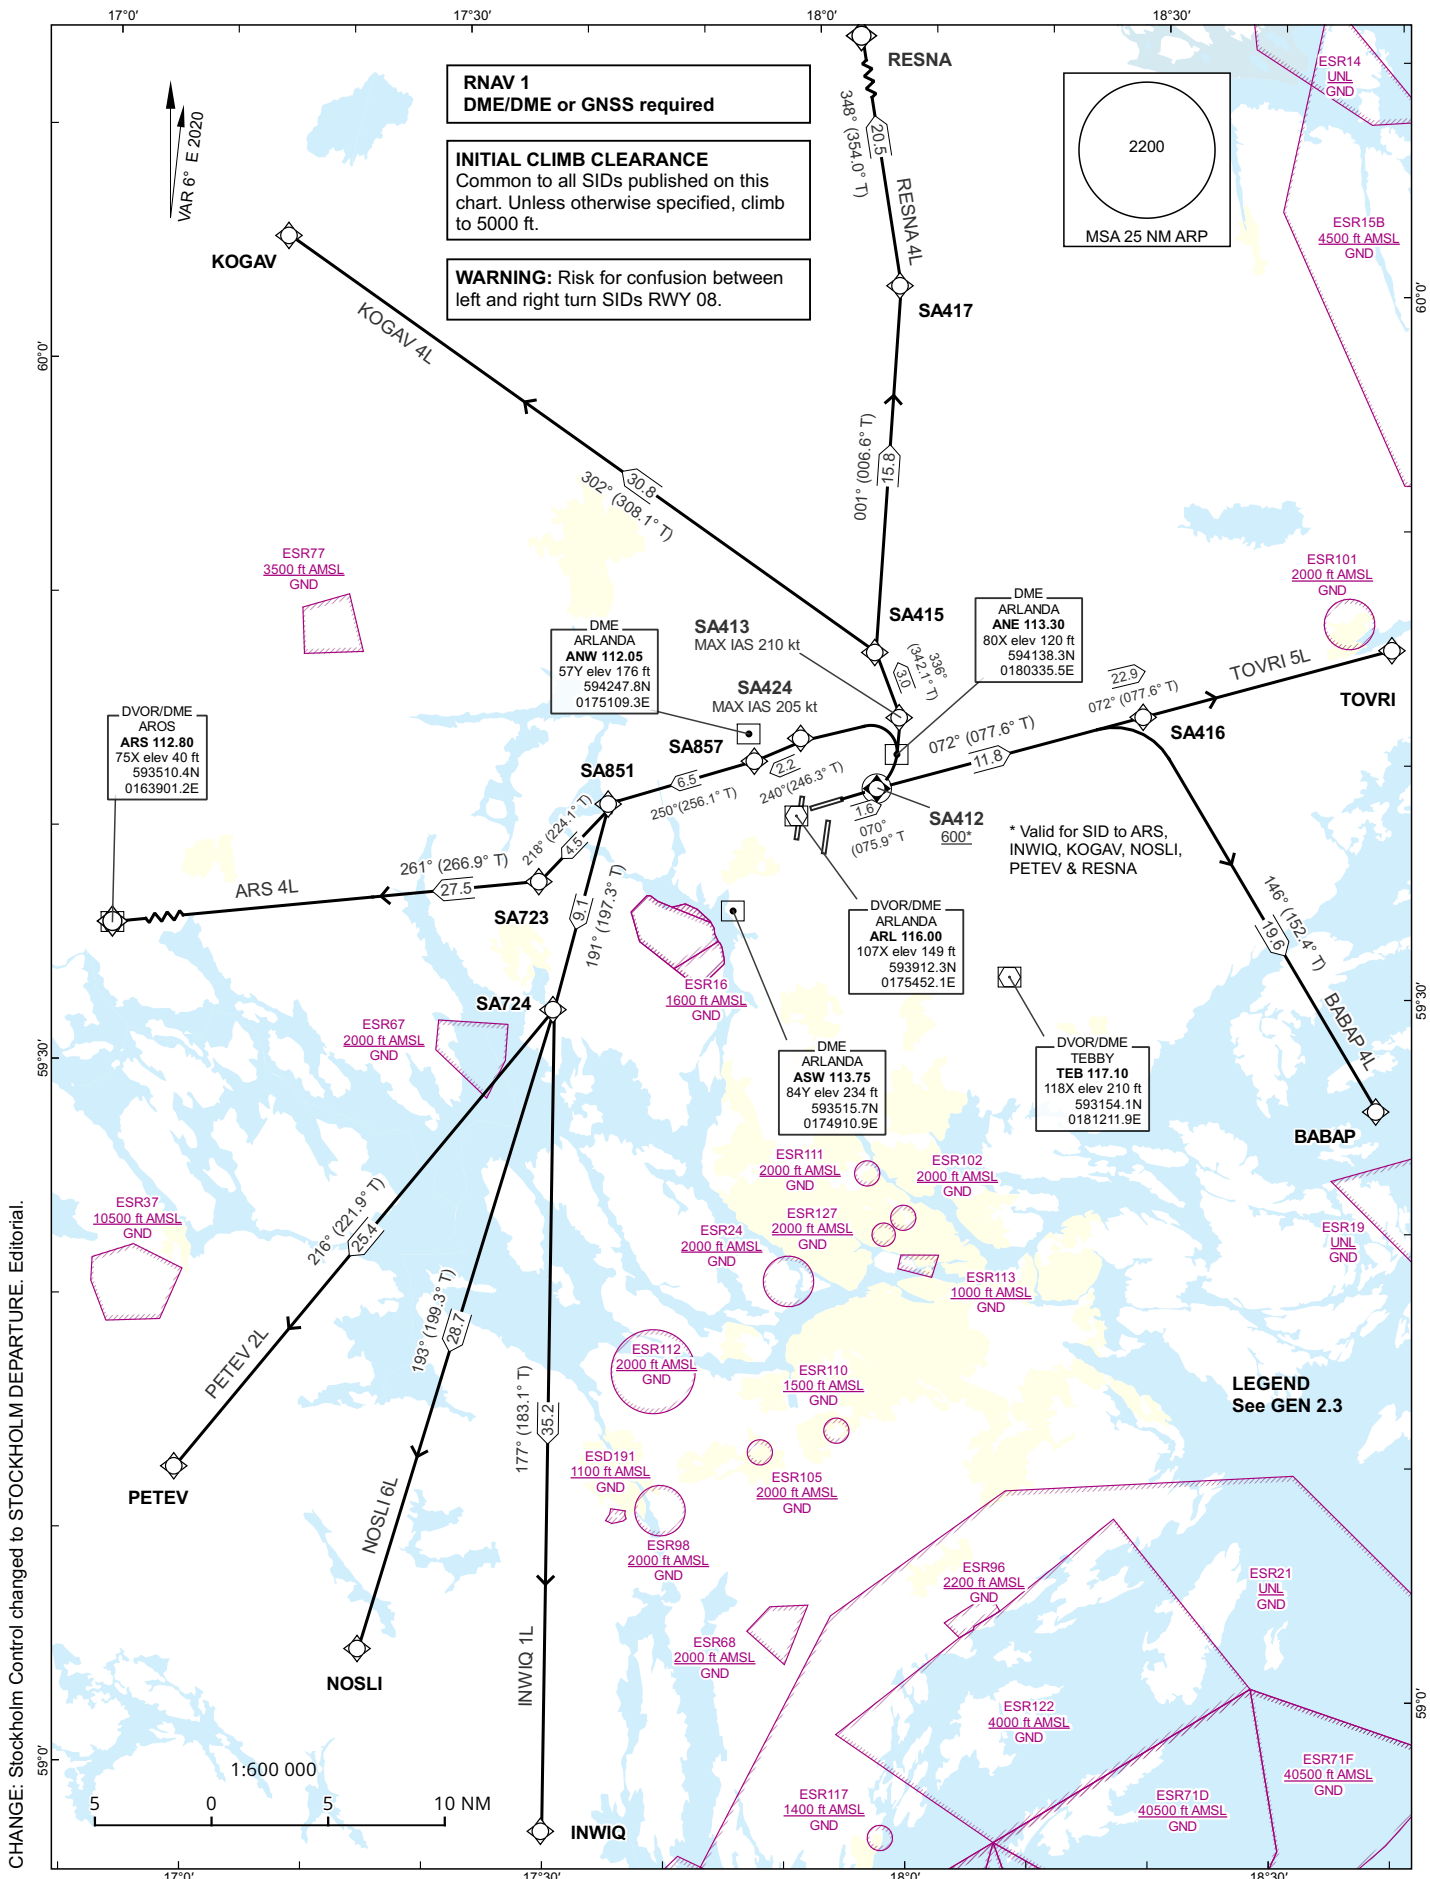 17°0'
17°30'
18°0'
18°30'
RESNA
RNAV 1
DME/DME or GNSS required
INITIAL CLIMB CLEARANCE
Common to all SIDs published on this
chart. Unless otherwise specified, climb
to 5000 ft.
WARNING: Risk for confusion between
left and right turn SIDs RWY 08.
VAR 6° E 2020
348° (354.0° T)
20.5
RESNA 4L
2200
MSA 25 NM ARP
ESR14
UNL
GND
ESR15B
4500 ft AMSL
GND
KOGAV
KOGAV 4L
SA417
60°0'
60°0'
30.8
302° (308.1° T)
001° (006.6° T)
15.8
ESR77
3500 ft AMSL
GND
ESR101
2000 ft AMSL
GND
DME
ARLANDA
ANE 113.30
80X elev 120 ft
594138.3N
0180335.5E
SA415
SA413
MAX IAS 210 kt
336°
(342.1° T)
3.0
DME
ARLANDA
ANW 112.05
57Y elev 176 ft
594247.8N
0175109.3E
SA424
MAX IAS 205 kt
TOVRI 5L
22.9
072° (077.6° T)
TOVRI
DVOR/DME
AROS
ARS 112.80
75X elev 40 ft
593510.4N
0163901.2E
SA857
072° (077.6° T)
11.8
SA416
SA851
6.5
2.2
250°(256.1° T)
240°(246.3° T)
1.6
070°
(075.9° T
SA412
600*
* Valid for SID to ARS,
INWIQ, KOGAV, NOSLI,
PETEV & RESNA
218° (224.1° T)
4.5
261° (266.9° T)
ARS 4L
27.5
SA723
9.1
191° (197.3° T)
146° (152.4° T)
19.6
BABAP 4L
DVOR/DME
ARLANDA
ARL 116.00
107X elev 149 ft
593912.3N
0175452.1E
ESR16
1600 ft AMSL
GND
SA724
ESR67
2000 ft AMSL
GND
59°30'
59°30'
DME
ARLANDA
ASW 113.75
84Y elev 234 ft
593515.7N
0174910.9E
DVOR/DME
TEBBY
TEB 117.10
118X elev 210 ft
593154.1N
0181211.9E
BABAP
ESR111
2000 ft AMSL
GND
ESR102
2000 ft AMSL
GND
ESR37
10500 ft AMSL
GND
ESR127
2000 ft AMSL
GND
ESR24
2000 ft AMSL
GND
ESR19
UNL
GND
ESR113
1000 ft AMSL
GND
216° (221.9° T)
25.4
193° (199.3° T)
28.7
PETEV 2L
ESR112
2000 ft AMSL
GND
ESR110
1500 ft AMSL
GND
LEGEND
See GEN 2.3
177° (183.1° T)
35.2
ESD191
1100 ft AMSL
GND
ESR105
2000 ft AMSL
GND
PETEV
NOSLI 6L
ESR98
2000 ft AMSL
GND
ESR96
2200 ft AMSL
GND
ESR21
UNL
GND
ESR68
2000 ft AMSL
GND
INWIQ 1L
NOSLI
59°0'
59°0'
ESR122
4000 ft AMSL
GND
ESR71F
40500 ft AMSL
GND
1:600 000
5
0
5
10 NM
ESR117
1400 ft AMSL
GND
ESR71D
40500 ft AMSL
GND
INWIQ
17°0'
17°30'
18°0'
18°30'
CHANGE: Stockholm Control changed to STOCKHOLM DEPARTURE. Editorial.